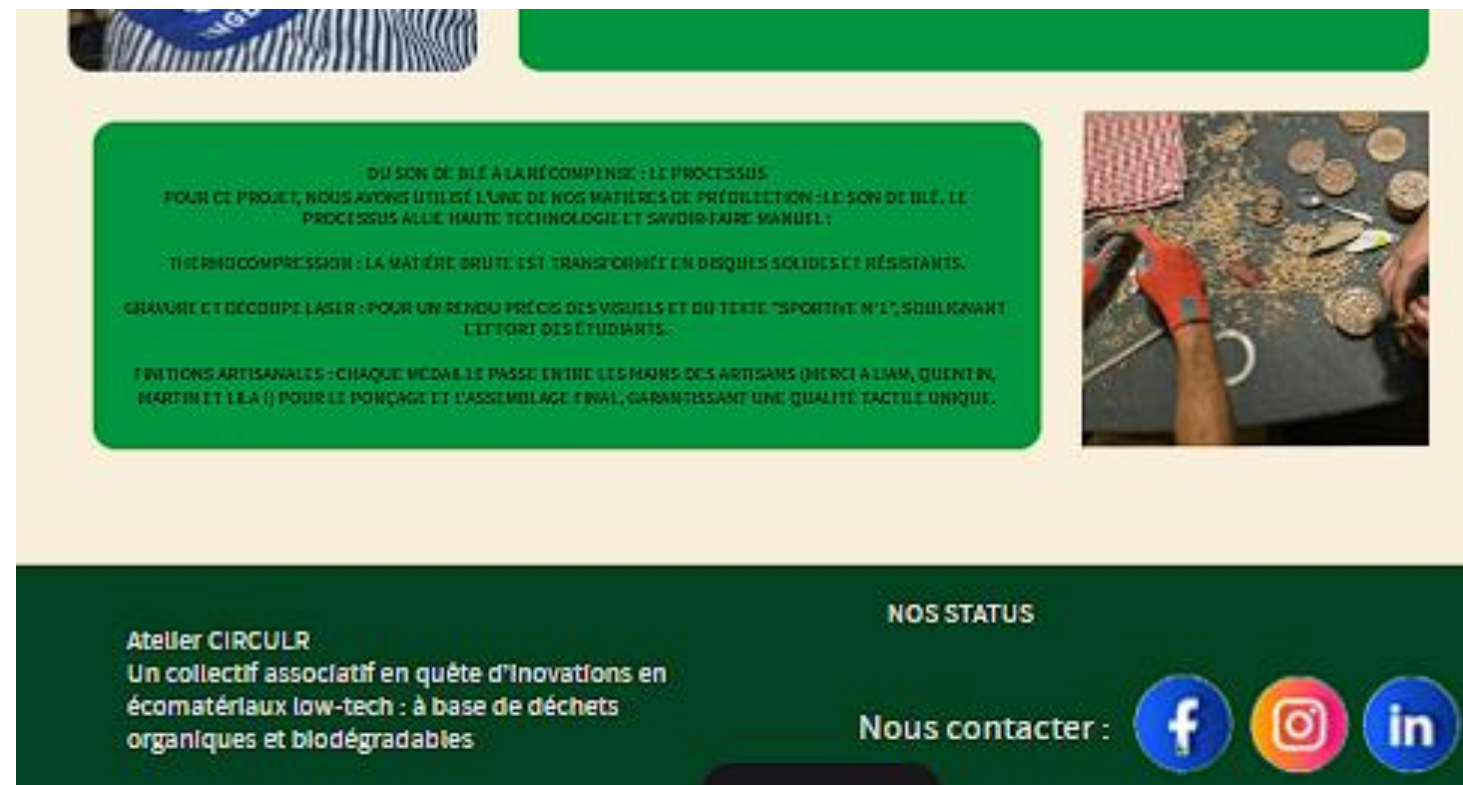 INGE
DU SON DE BLÉ À LA RÉCOMPENSE : LE PROCESSUS
POUR CE PROJET, NOUS AVONS UTILISÉ L'UNE DE NOS MATIÈRES DE PRÉDILECTION : LE SON DE BLÉ. LE
PROCESSUS ALLIE HAUTE TECHNOLOGIE ET SAVOIR-FAIRE MANUEL :
THERMOCOMPRESSION : LA MATIÈRE BRUTE EST TRANSFORMÉE EN DISQUES SOLIDES ET RÉSISTANTS.
GRAVURE ET DÉCOUPE LASER : POUR UN RENDU PRÉCIS DES VISUELS ET DU TEXTE "SPORTIVE N°1", SOULIGNANT
L'EFFORT DES ÉTUDIANTS.
FINITIONS ARTISANALES : CHAQUE MÉDAILLE PASSE ENTRE LES MAINS DES ARTISANS (MERCI À LIAM, QUENTIN,
MARTIN ET LILA !) POUR LE PONÇAGE ET L'ASSEMBLAGE FINAL, GARANTISSANT UNE QUALITÉ TACTILE UNIQUE.
NOS STATUS
Atelier CIRCULR
Un collectif associatif en quête d'inovations en
écomatériaux low-tech : à base de déchets
organiques et biodégradables
Nous contacter :
f
in